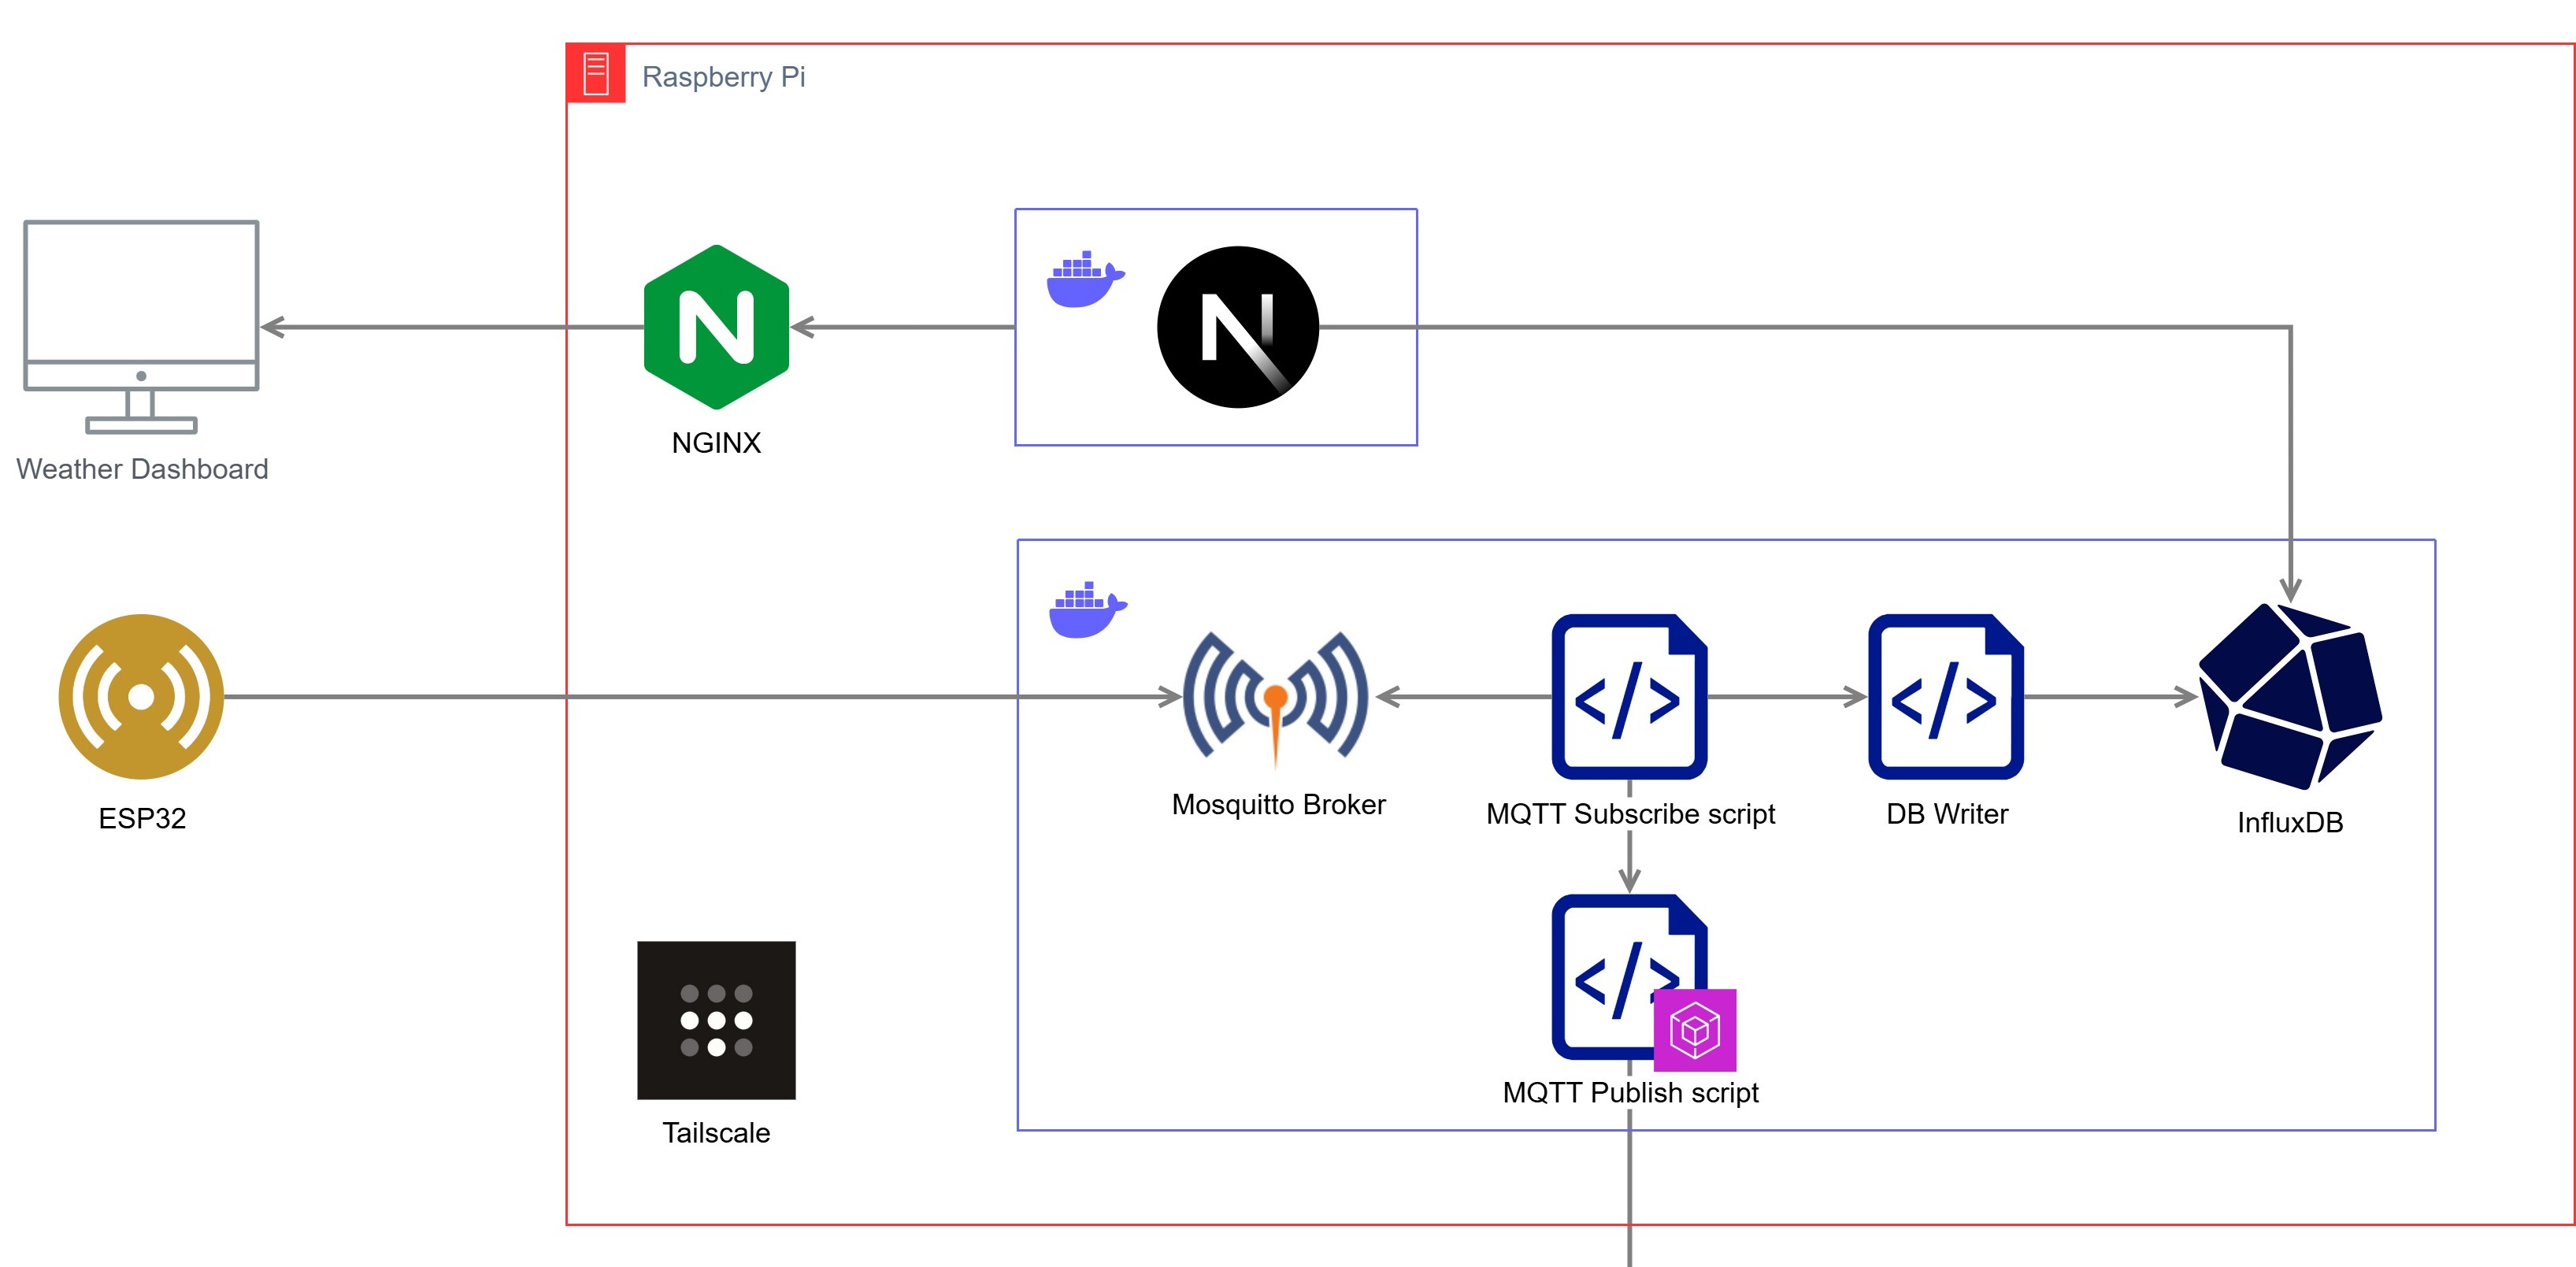 Raspberry Pi
NGINX
Weather Dashboard
ESP32
Mosquitto Broker
MQTT Subscribe script
DB Writer
InfluxDB
MQTT Publish script
Tailscale